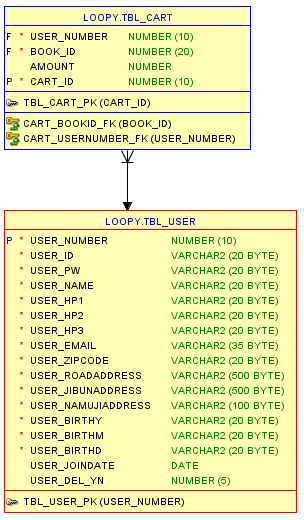 LOOPY.TBL_CART
F * USER_NUMBER NUMBER (10)
F * BOOK_ID NUMBER (20)
AMOUNT NUMBER
P * CART_ID NUMBER (10)
TBL_CART_PK (CART_ID)
CART_BOOKID_FK (BOOK_ID)
CART_USERNUMBER_FK (USER_NUMBER)
LOOPY.TBL_USER
P * USER_NUMBER NUMBER (10)
* USER_ID VARCHAR2 (20 BYTE)
* USER_PW VARCHAR2 (20 BYTE)
* USER_NAME VARCHAR2 (20 BYTE)
* USER_HP1 VARCHAR2 (20 BYTE)
* USER_HP2 VARCHAR2 (20 BYTE)
* USER_HP3 VARCHAR2 (20 BYTE)
* USER_EMAIL VARCHAR2 (35 BYTE)
* USER_ZIPCODE VARCHAR2 (20 BYTE)
* USER_ROADADDRESS VARCHAR2 (500 BYTE)
* USER_JIBUNADDRESS VARCHAR2 (500 BYTE)
* USER_NAMUJIADDRESS VARCHAR2 (100 BYTE)
* USER_BIRTHY VARCHAR2 (20 BYTE)
* USER_BIRTHM VARCHAR2 (20 BYTE)
* USER_BIRTHD VARCHAR2 (20 BYTE)
USER_JOINDATE DATE
USER_DEL_YN NUMBER (5)
TBL_USER_PK (USER_NUMBER)